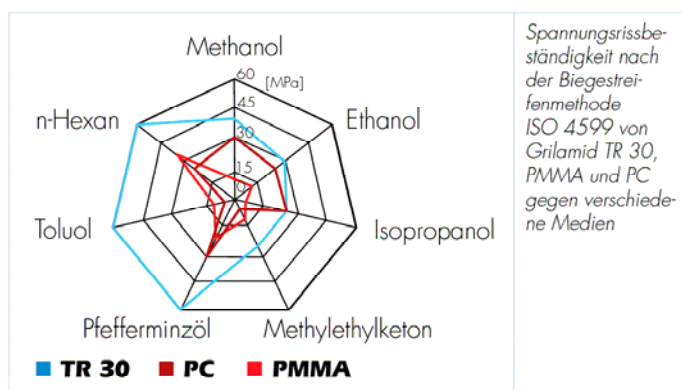 Methanol
60
[MPa]
45
30
15
0
n-Hexan
Ethanol
Toluol
Isopropanol
Pfefferminzöl
Methylethylketon
TR 30
PC
PMMA
Spannungsrissbe-
ständigkeit nach
der Biegestrei-
fenmethode
ISO 4599 von
Grilamid TR 30,
PMMA und PC
gegen verschiede-
ne Medien